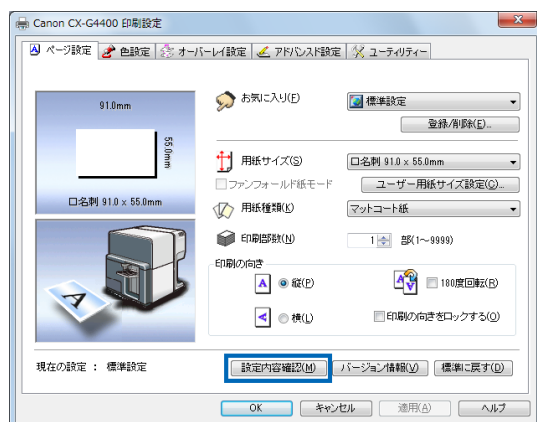 Canon CX-G4400 印刷設定
ページ設定 色設定 オーバーレイ設定 アドバンスド設定 ユーティリティー
91.0mm
55.0mm
口名刺 91.0 x 55.0mm
お気に入り(F) 標準設定
登録/削除(E)...
用紙サイズ(S) 口名刺 91.0 x 55.0mm
ファンフォールド紙モード ユーザー用紙サイズ設定(C)...
用紙種類(K) マットコート紙
印刷部数(N) 1 部(1~9999)
印刷の向き
A 縦(P) 180度回転(R)
A 横(L) 印刷の向きをロックする(O)
現在の設定 : 標準設定
設定内容確認(M) バージョン情報(V) 標準に戻す(D)
OK キャンセル 適用(A) ヘルプ